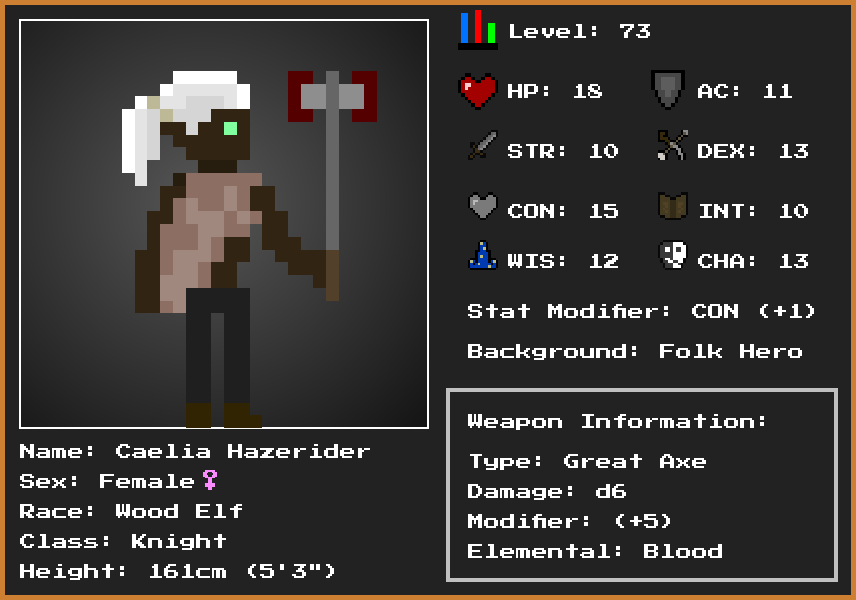 Level: 73
HP: 18
AC: 11
STR: 10
DEX: 13
CON: 15
INT: 10
WIS: 12
CHA: 13
Stat Modifier: CON (+1)
Background: Folk Hero
Weapon Information:
Type: Great Axe
Damage: d6
Modifier: (+5)
Elemental: Blood
Name: Caelia Hazerider
Sex: Female♀
Race: Wood Elf
Class: Knight
Height: 161cm (5'3")